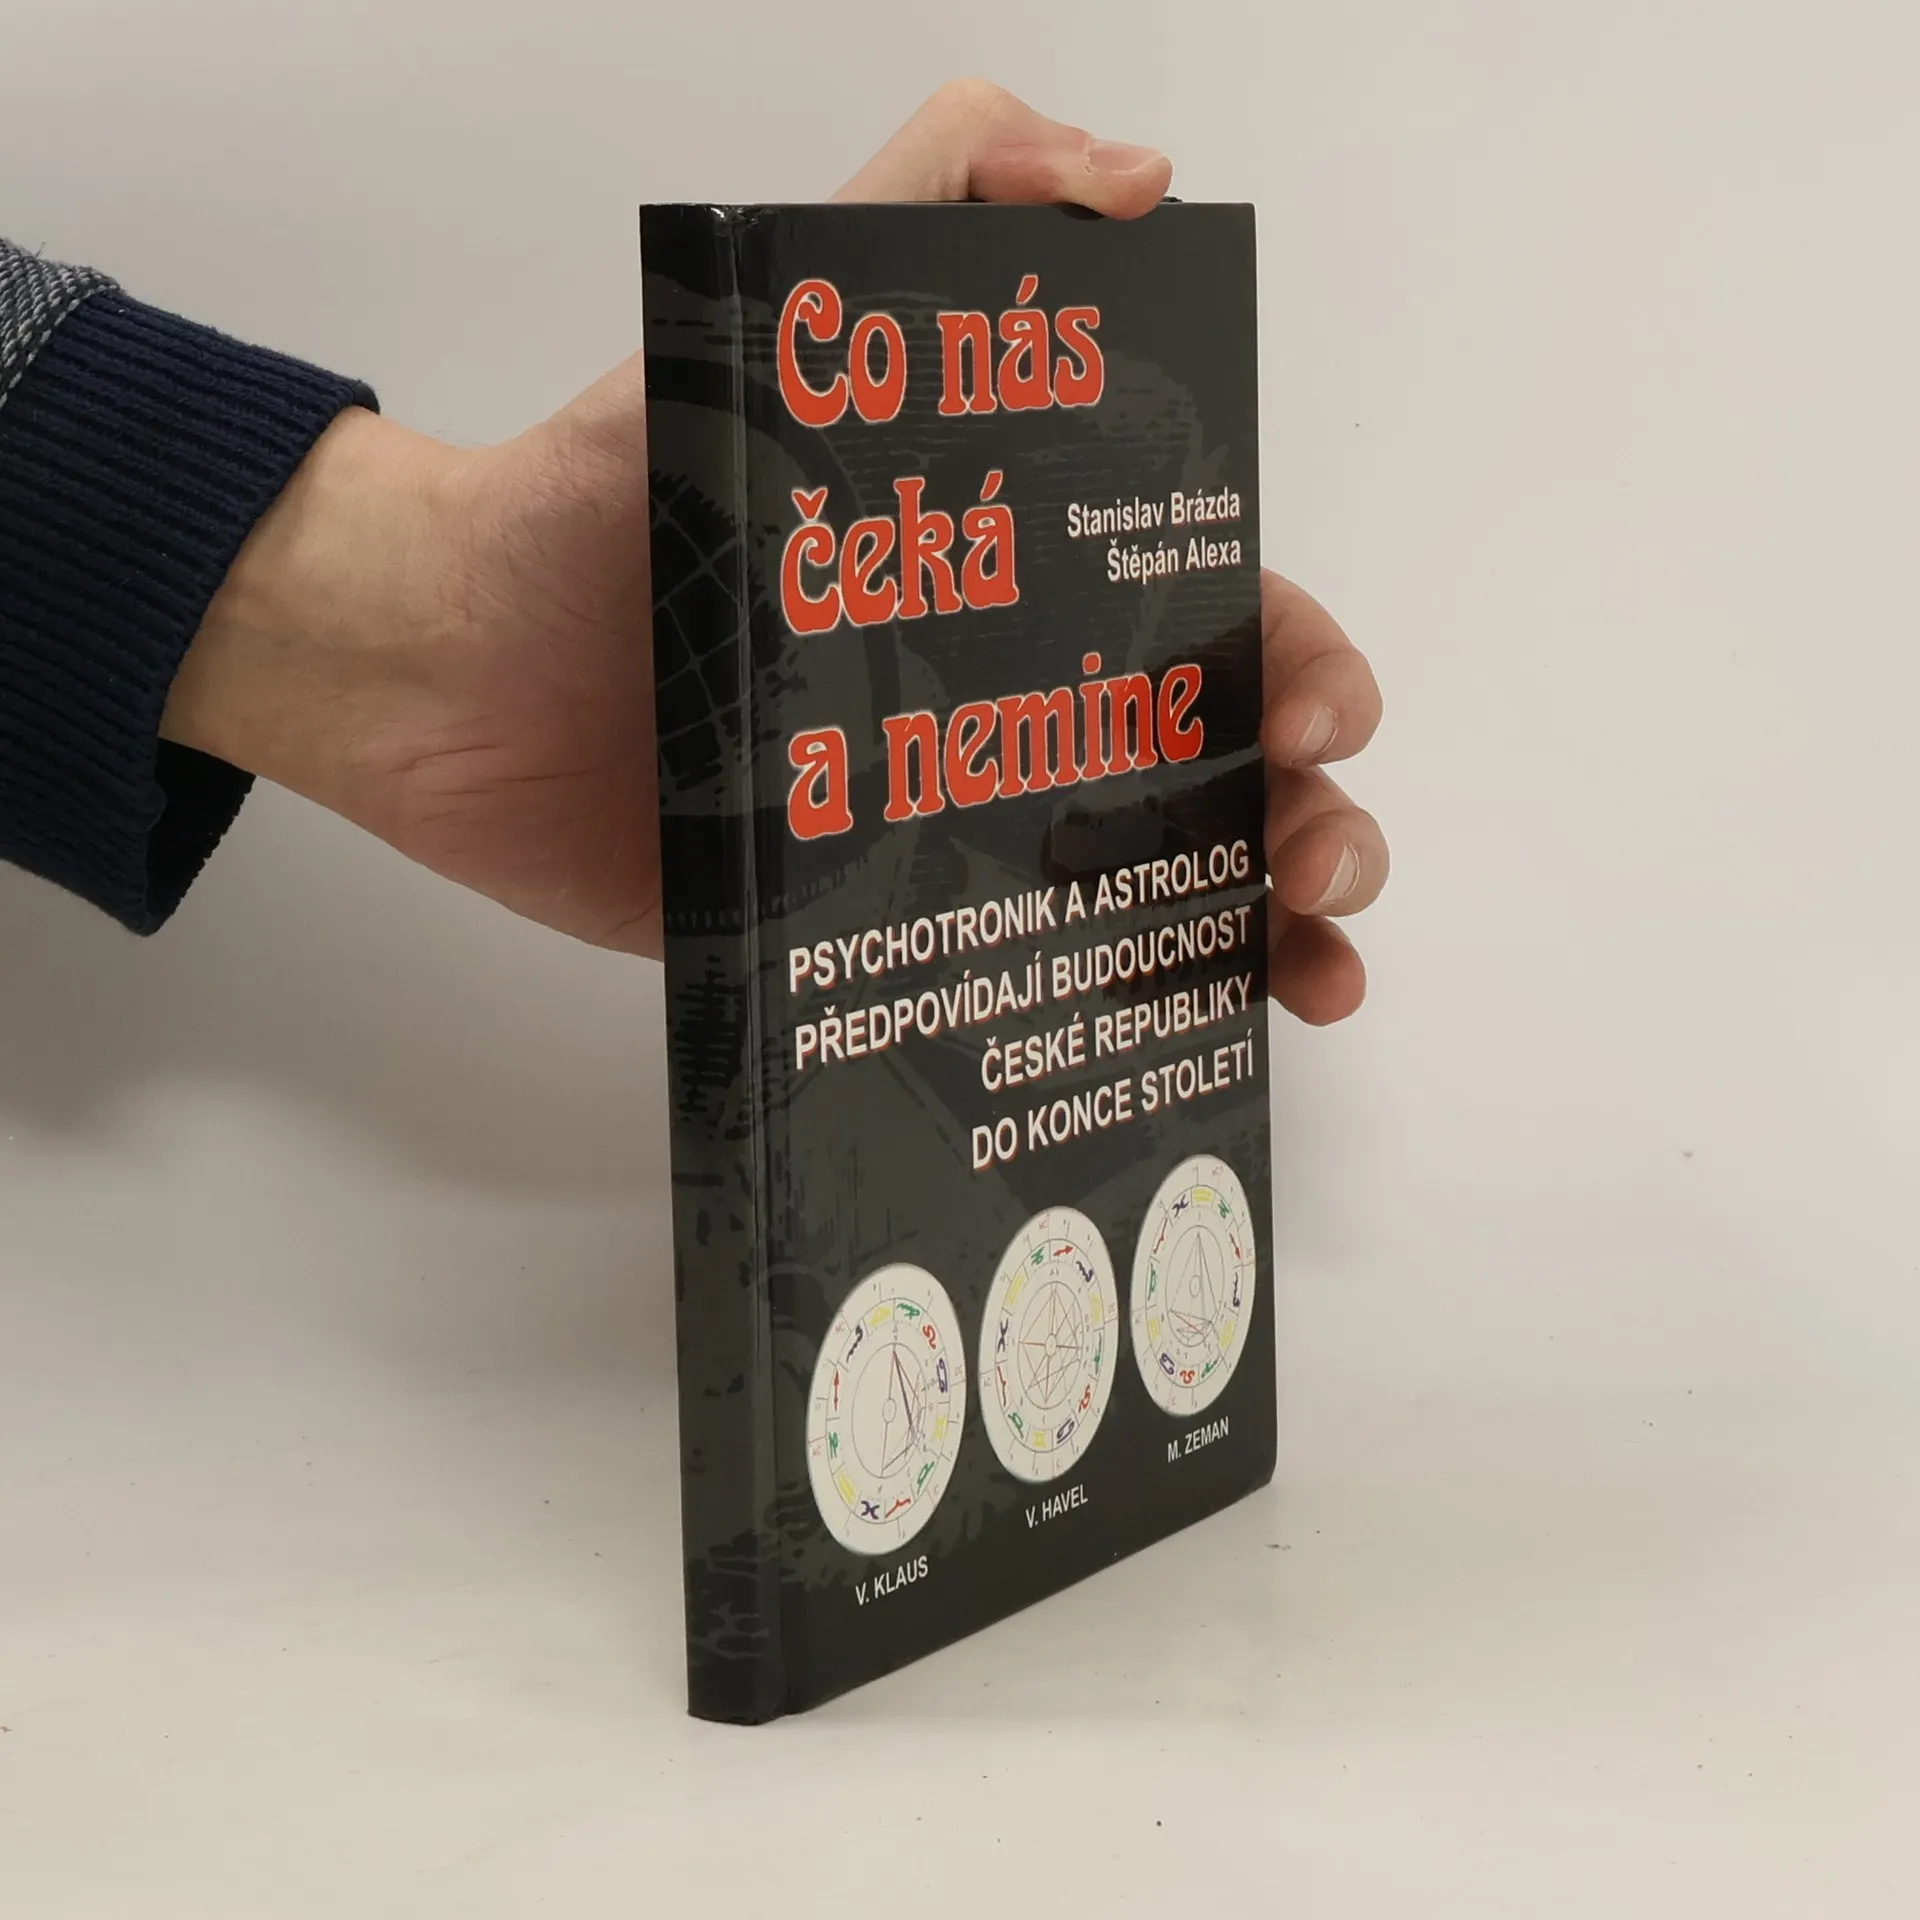 Co nás
čeká
Stanislav Brázda
Štěpán Alexa
a nemine
PSYCHOTRONIK A ASTROLOG
PŘEDPOVÍDAJÍ BUDOUCNOST
ČESKÉ REPUBLIKY
DO KONCE STOLETÍ
V. KLAUS
V. HAVEL
M. ZEMAN